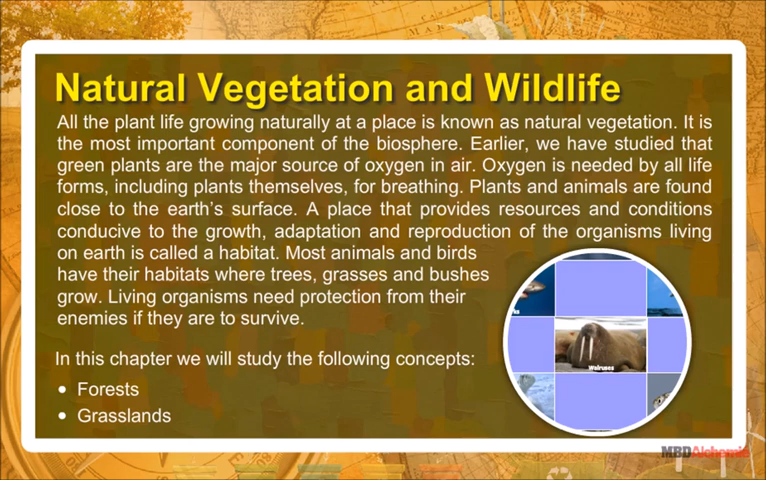 Natural Vegetation and Wildlife
All the plant life growing naturally at a place is known as natural vegetation. It is
the most important component of the biosphere. Earlier, we have studied that
green plants are the major source of oxygen in air. Oxygen is needed by all life
forms, including plants themselves, for breathing. Plants and animals are found
close to the earth's surface. A place that provides resources and conditions
conducive to the growth, adaptation and reproduction of the organisms living
on earth is called a habitat. Most animals and birds
have their habitats where trees, grasses and bushes
grow. Living organisms need protection from their
enemies if they are to survive.
Walruses
In this chapter we will study the following concepts:
• Forests
• Grasslands
MBDAlchemie